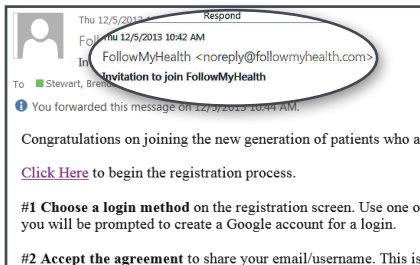 Respond
Thu 12/5/2013
Thu 12/5/2013 10:42 AM
FollowMyHealth <noreply@followmyhealth.com>
Invitation to join FollowMyHealth
To Stewart, Bren
You forwarded this message on 12/5/2013 10:44 AM.
Congratulations on joining the new generation of patients who a
Click Here to begin the registration process.
#1 Choose a login method on the registration screen. Use one o
you will be prompted to create a Google account for a login.
#2 Accept the agreement to share your email/username. This is